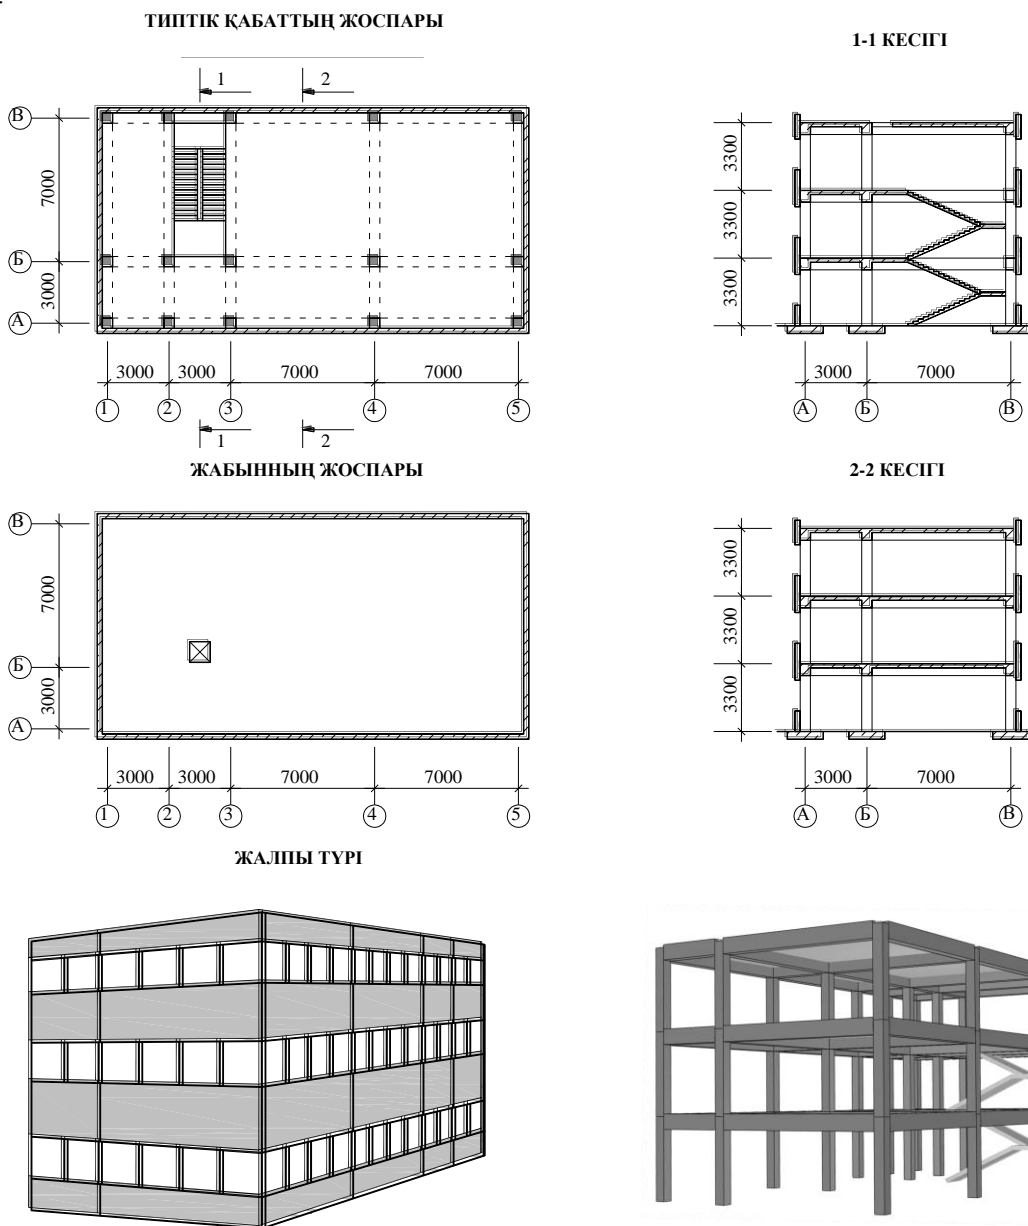 ТИПТІК ҚАБАТТЫҢ ЖОСПАРЫ
1 2
В
7000
Б
3000
А
3000 3000 7000 7000
1 2 3 4 5
1 2
1-1 КЕСІГІ
3300
3300
3300
3000 7000
А Б В
ЖАБЫННЫҢ ЖОСПАРЫ
В
7000
Б
3000
А
3000 3000 7000 7000
1 2 3 4 5
2-2 КЕСІГІ
3300
3300
3300
3000 7000
А Б В
ЖАЛПЫ ТҮРІ